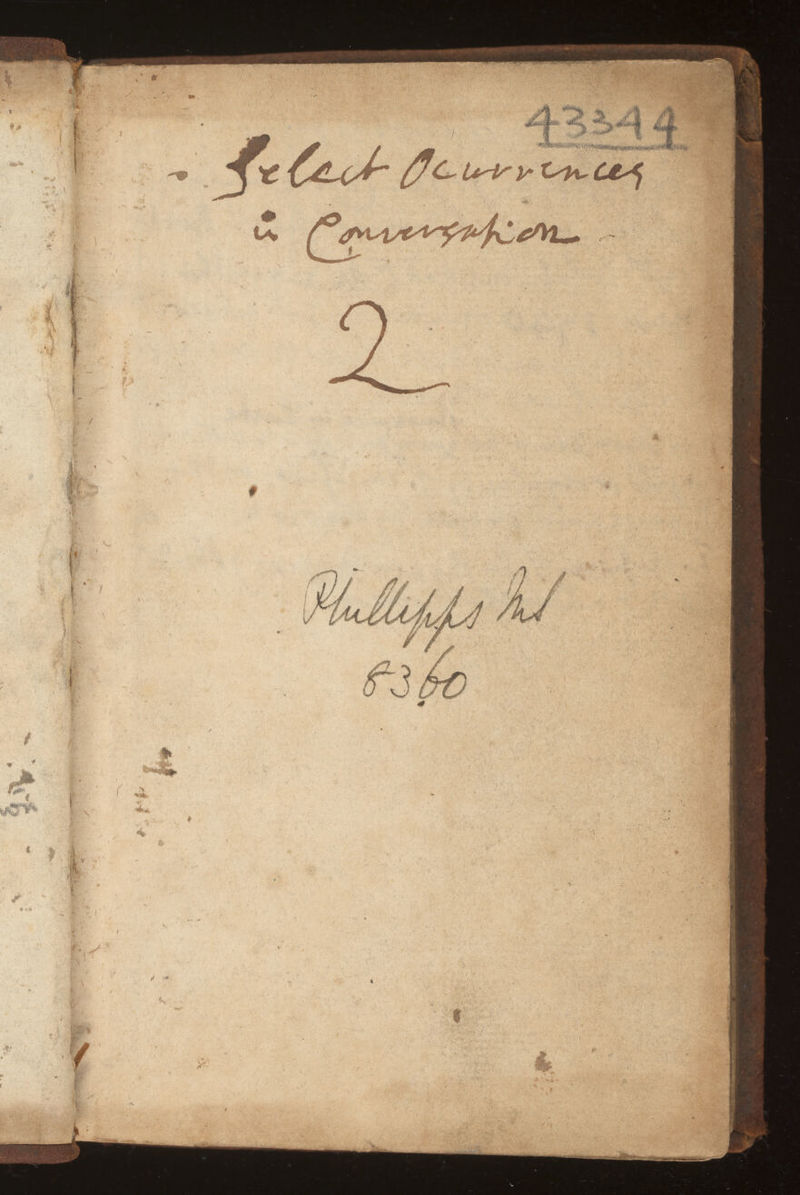 43344
Select Ocurrences
in Conversation
2
Phillipps MS
8360